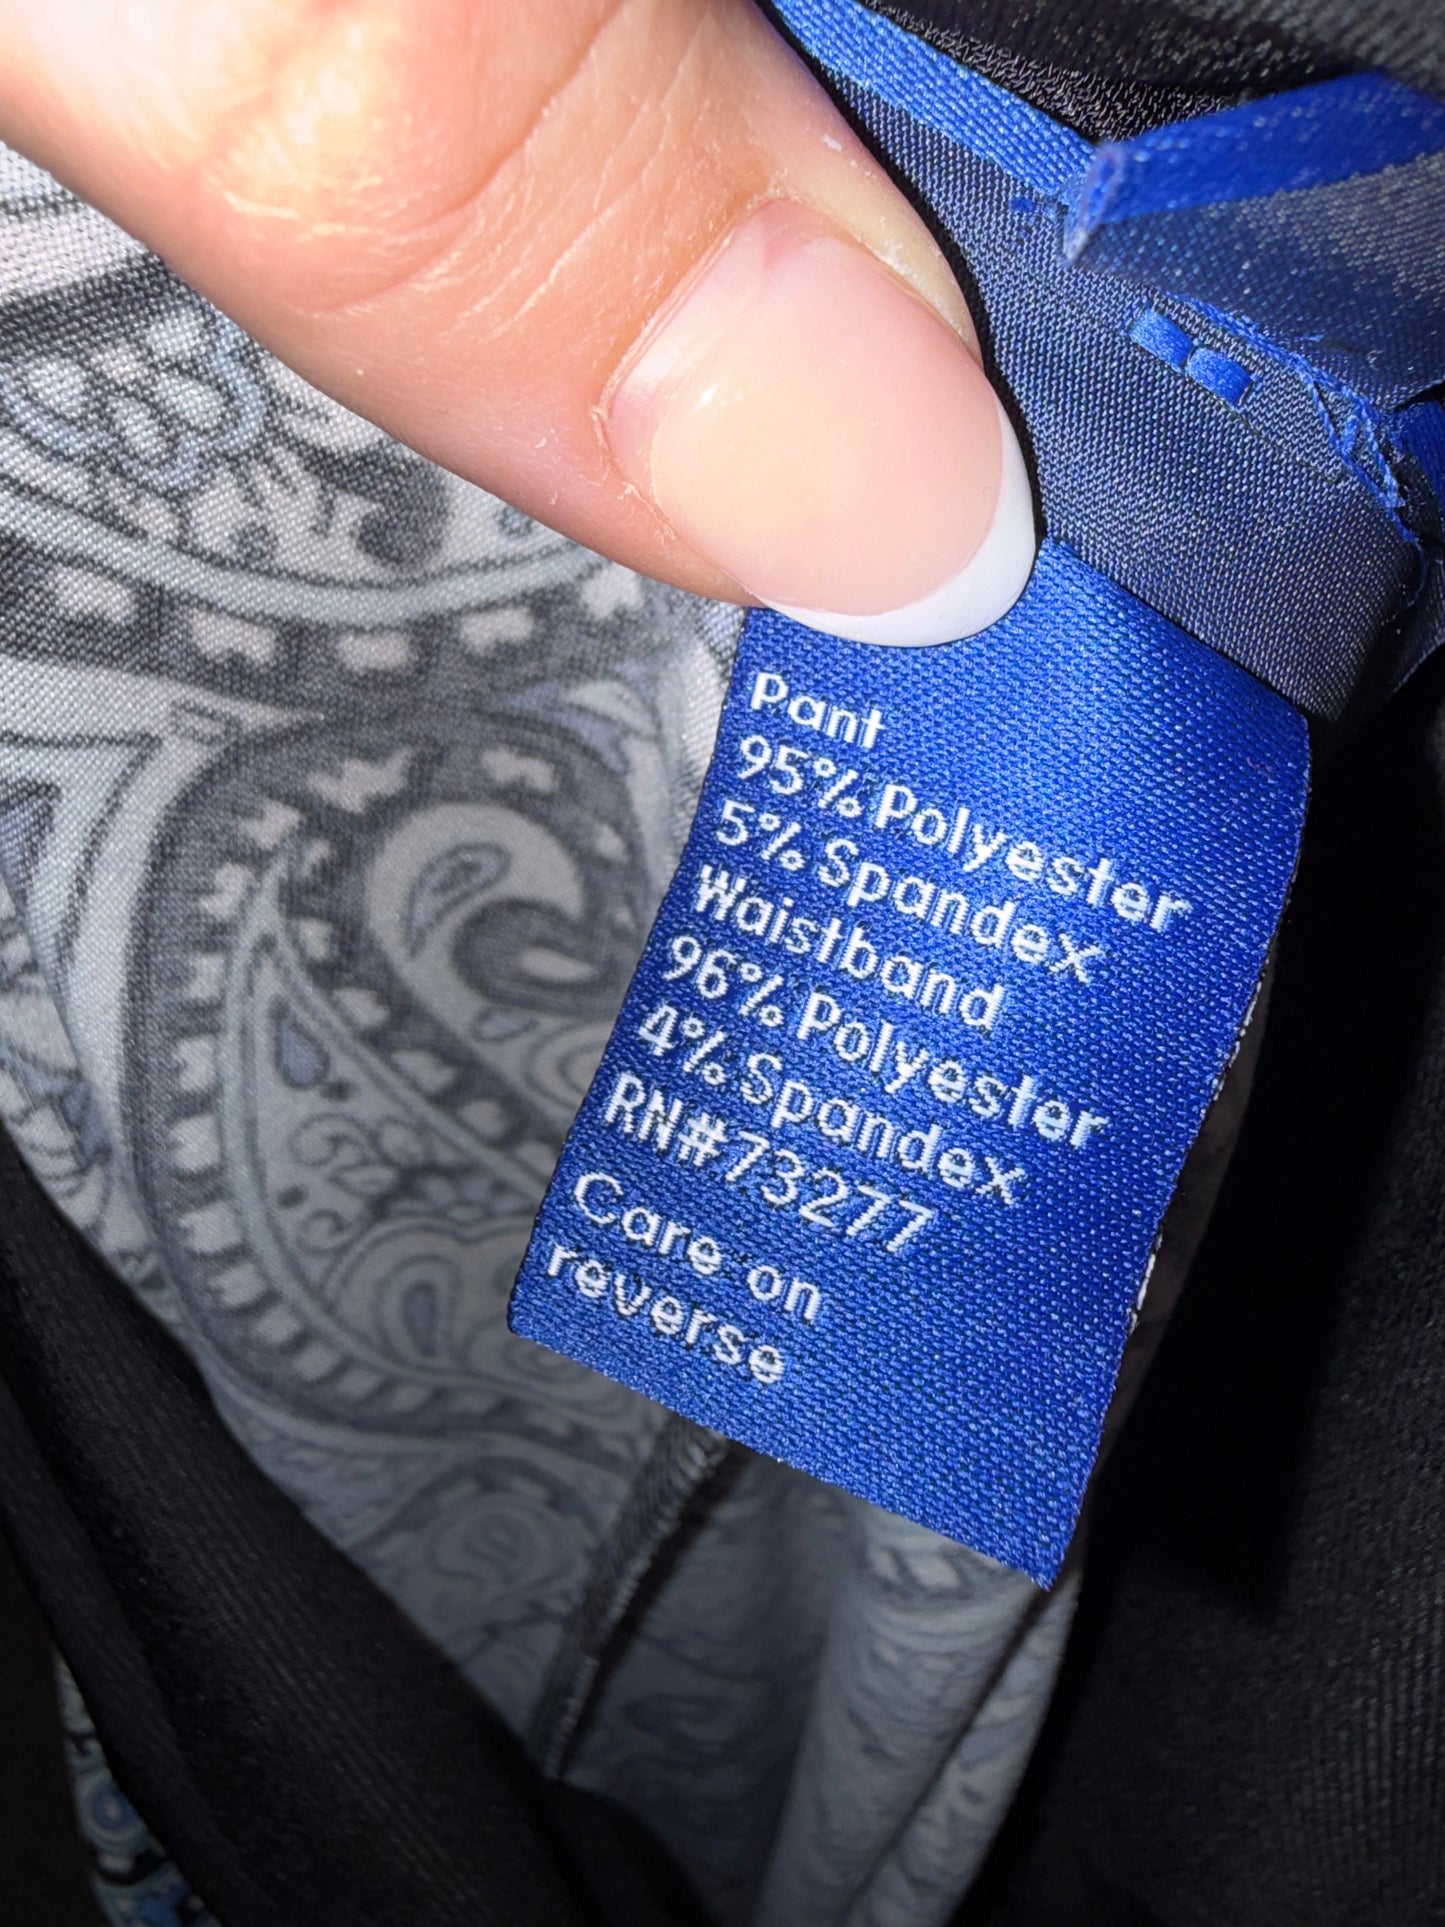 Pant
95% Polyester
5% Spandex
Waistband
96% Polyester
4% Spandex
RN#73277
Care on
reverse